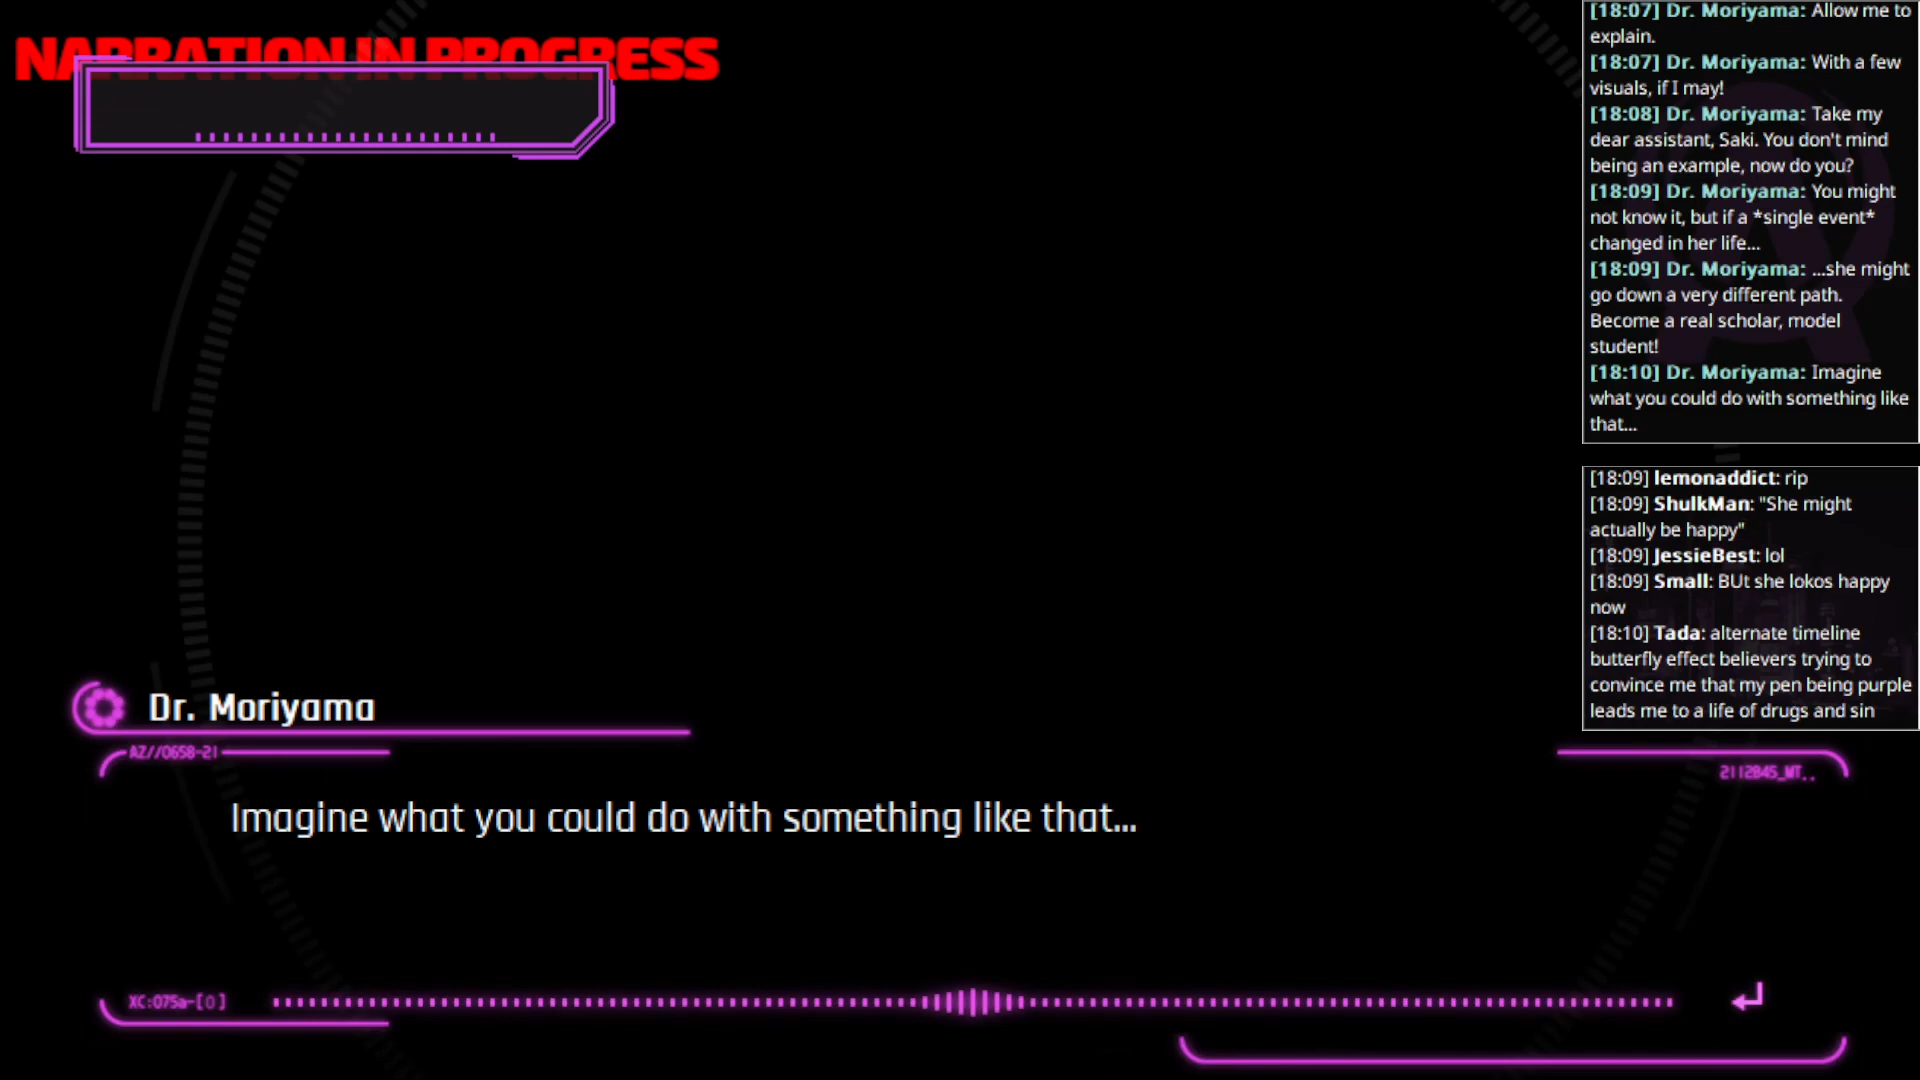 NARRATION IN PROGRESS
[18:07] Dr. Moriyama: Allow me to
explain.
[18:07] Dr. Moriyama: With a few
visuals, if I may!
[18:08] Dr. Moriyama: Take my
dear assistant, Saki. You don't mind
being an example, now do you?
[18:09] Dr. Moriyama: You might
not know it, but if a *single event*
changed in her life...
[18:09] Dr. Moriyama: ...she might
go down a very different path.
Become a real scholar, model
student!
[18:10] Dr. Moriyama: Imagine
what you could do with something like
that...
[18:09] lemonaddict: rip
[18:09] ShulkMan: "She might
actually be happy"
[18:09] JessieBest: lol
[18:09] Small: BUt she lokos happy
now
[18:10] Tada: alternate timeline
butterfly effect believers trying to
convince me that my pen being purple
leads me to a life of drugs and sin
Dr. Moriyama
AZ//0658-21
2112845_MT..
Imagine what you could do with something like that...
XC:075a-[0]